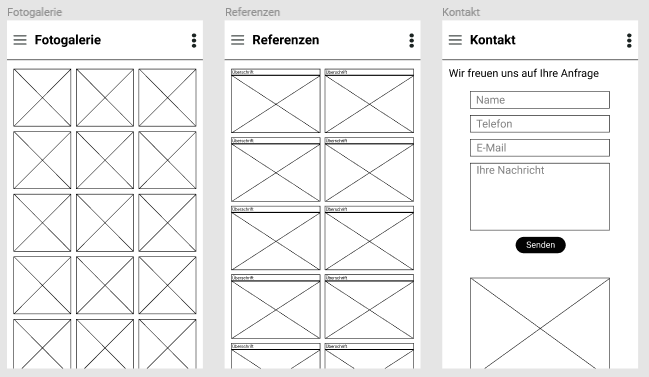 Fotogalerie
Fotogalerie
Referenzen
Referenzen
Überschrift Überschrift
Überschrift Überschrift
Überschrift Überschrift
Überschrift Überschrift
Überschrift Überschrift
Kontakt
Kontakt
Wir freuen uns auf Ihre Anfrage
Name
Telefon
E-Mail
Ihre Nachricht
Senden